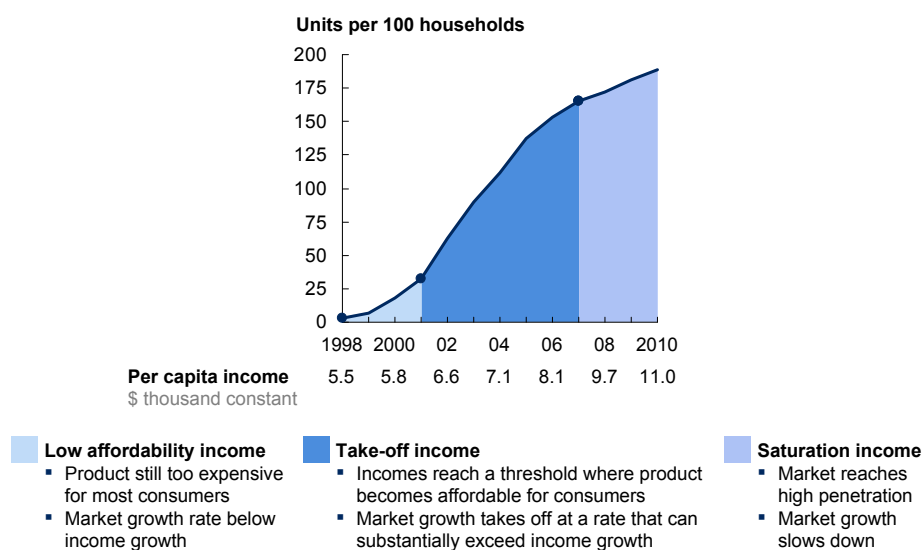 Units per 100 households
200
175
150
125
100
75
50
25
0
1998 2000 02 04 06 08 2010
Per capita income 5.5 5.8 6.6 7.1 8.1 9.7 11.0
$ thousand constant
Low affordability income
▪ Product still too expensive
for most consumers
▪ Market growth rate below
income growth
Take-off income
▪ Incomes reach a threshold where product
becomes affordable for consumers
▪ Market growth takes off at a rate that can
substantially exceed income growth
Saturation income
▪ Market reaches
high penetration
▪ Market growth
slows down